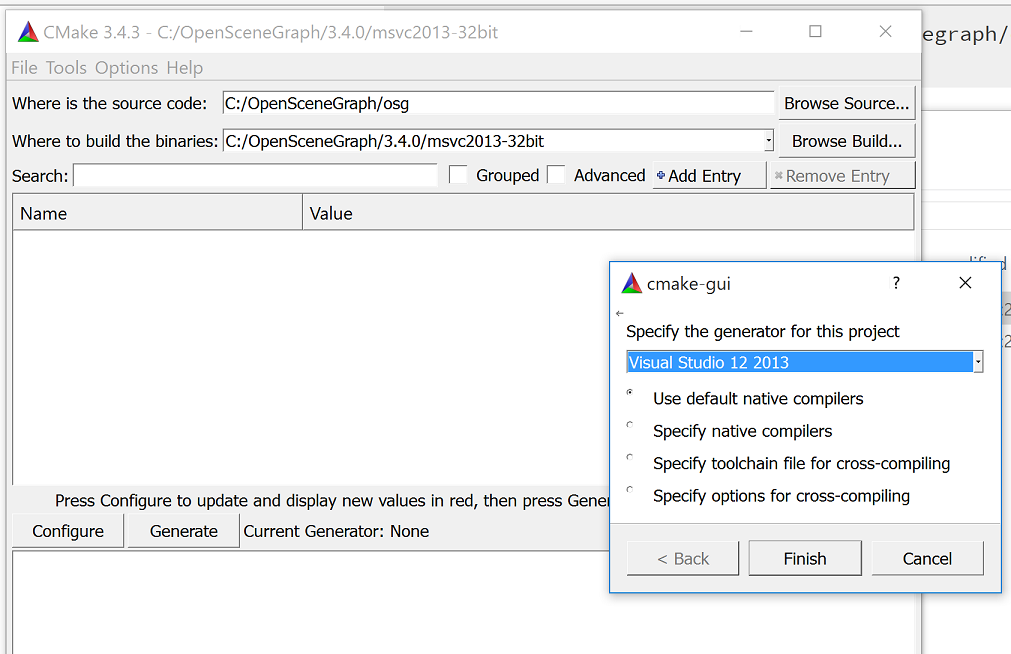 CMake 3.4.3 - C:/OpenSceneGraph/3.4.0/msvc2013-32bit
egraph/
File Tools Options Help
Where is the source code: C:/OpenSceneGraph/osg Browse Source...
Where to build the binaries: C:/OpenSceneGraph/3.4.0/msvc2013-32bit Browse Build...
Search: Grouped Advanced Add Entry Remove Entry
Name Value
cmake-gui ?
Specify the generator for this project
Visual Studio 12 2013
Use default native compilers
Specify native compilers
Specify toolchain file for cross-compiling
Specify options for cross-compiling
< Back Finish Cancel
Press Configure to update and display new values in red, then press Gener
Configure Generate Current Generator: None